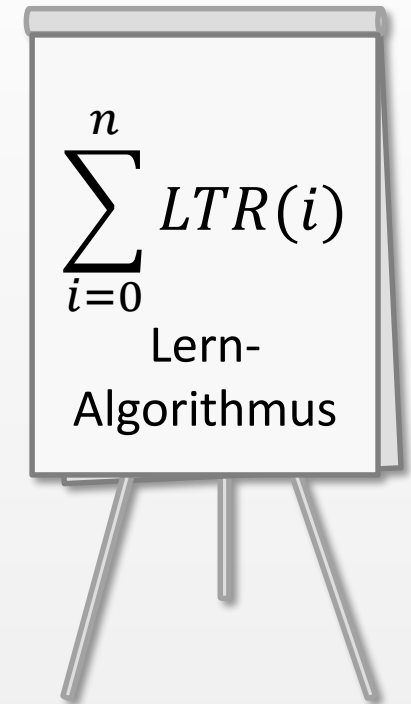 n
∑ LTR(i)
i=0
Lern-
Algorithmus